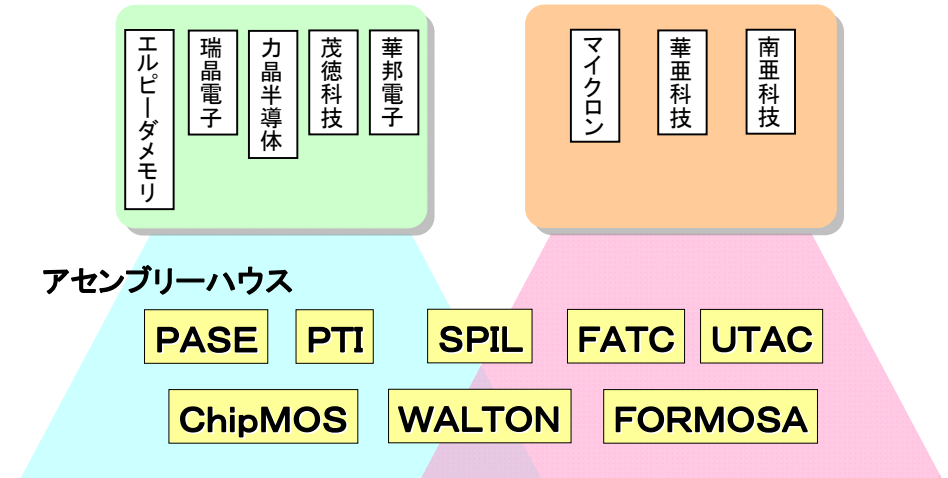 エルピーダメモリ
瑞晶電子
力晶半導体
茂徳科技
華邦電子
マイクロン
華亜科技
南亜科技
アセンブリーハウス
PASE
PTI
SPIL
FATC
UTAC
ChipMOS
WALTON
FORMOSA